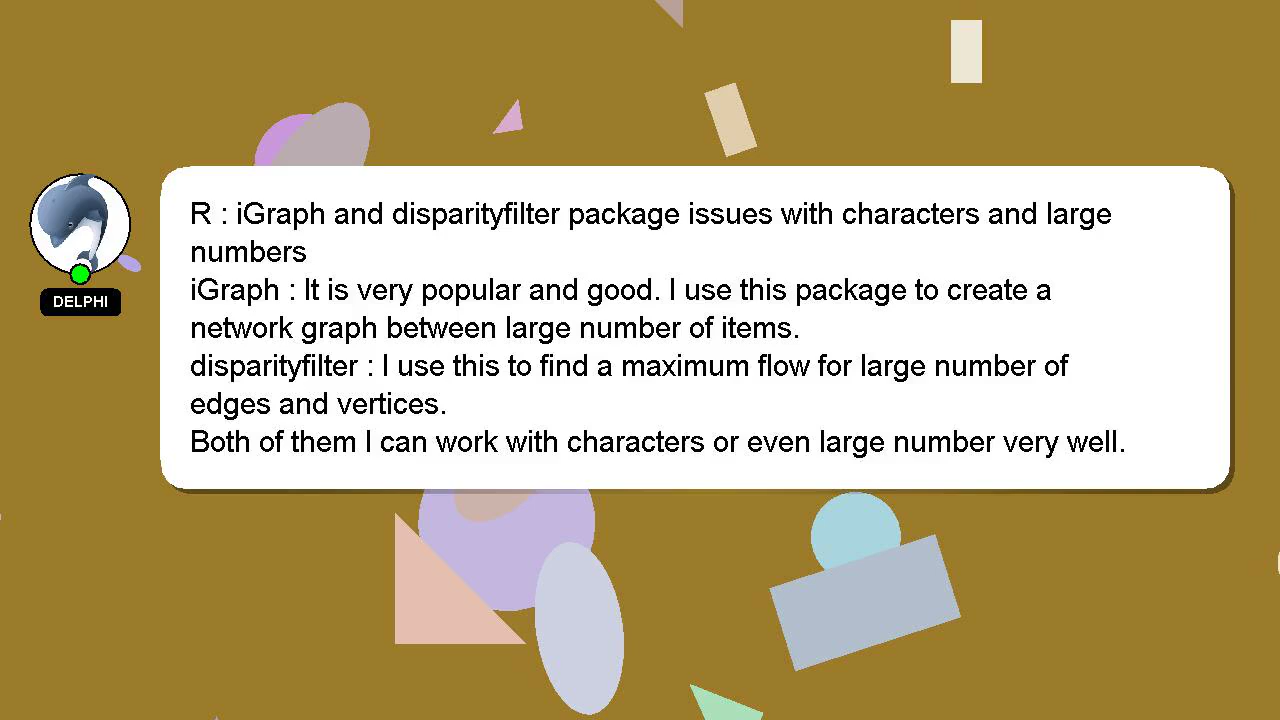 R : iGraph and disparityfilter package issues with characters and large
numbers
iGraph : It is very popular and good. I use this package to create a
network graph between large number of items.
disparityfilter : I use this to find a maximum flow for large number of
edges and vertices.
Both of them I can work with characters or even large number very well.
DELPHI